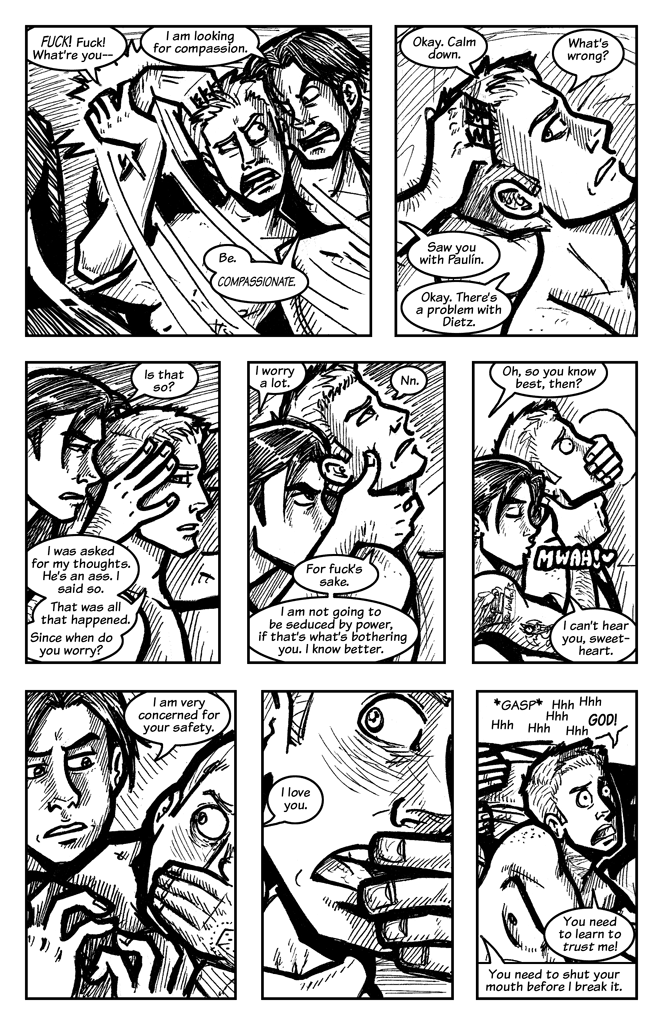 FUCK! Fuck!
What're you--
I am looking
for compassion.
Be.
COMPASSIONATE.
Okay. Calm
down.
What's
wrong?
Saw you
with Paulín.
Okay. There's
a problem with
Dietz.
Is that
so?
I was asked
for my thoughts.
He's an ass. I
said so.
That was all
that happened.
Since when do
you worry?
I worry
a lot.
Nn.
For fuck's
sake.
I am not going to
be seduced by power,
if that's what's bothering
you. I know better.
Oh, so you know
best, then?
MWAH!♥
I can't hear
you, sweet-
heart.
I am very
concerned for
your safety.
I love
you.
*GASP* Hhh Hhh
Hhh
Hhh Hhh Hhh
GOD!
You need
to learn to
trust me!
You need to shut your
mouth before I break it.